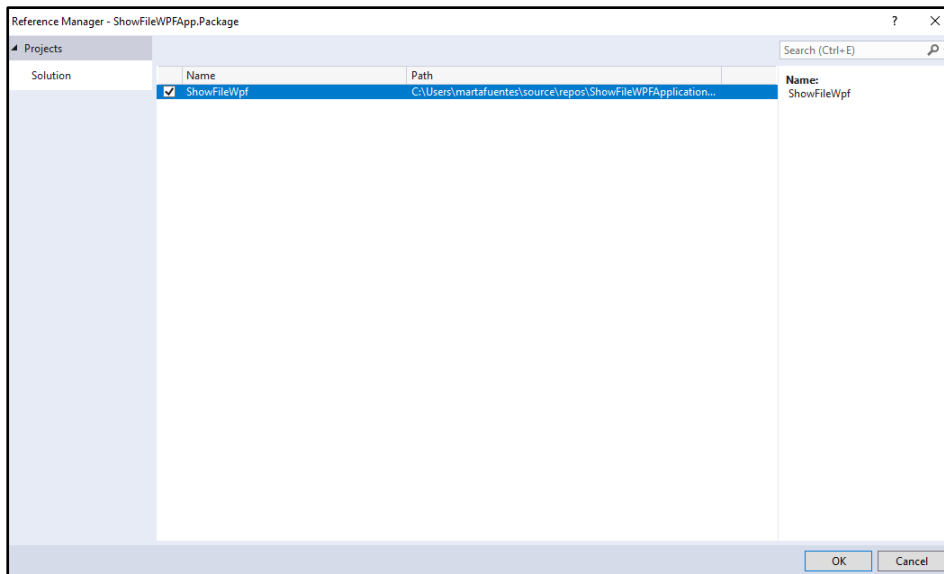 Reference Manager - ShowFileWPFApp.Package ?
Projects
Search (Ctrl+E)
Solution
Name Path
Name:
ShowFileWpf C:\Users\martafuentes\source\repos\ShowFileWPFApplication...
ShowFileWpf
OK Cancel